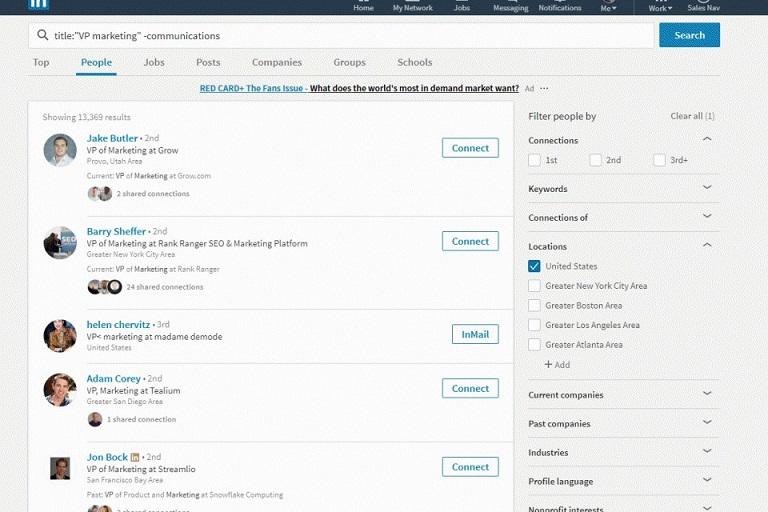 in
Home My Network Jobs Messaging Notifications Me Work Sales Nav
title:"VP marketing" -communications
Search
Top People Jobs Posts Companies Groups Schools
RED CARD+ The Fans Issue - What does the world's most in demand market want? Ad ···
Showing 13,369 results
Jake Butler • 2nd
VP of Marketing at Grow
Provo, Utah Area
Current: VP of Marketing at Grow.com
2 shared connections
Connect
Barry Sheffer • 2nd
VP of Marketing at Rank Ranger SEO & Marketing Platform
Greater New York City Area
Current: VP of Marketing at Rank Ranger
24 shared connections
Connect
SEO
helen chervitz • 3rd
VP< marketing at madame demode
United States
InMail
Adam Corey • 2nd
VP, Marketing at Tealium
Greater San Diego Area
1 shared connection
Connect
Jon Bock in • 2nd
VP of Marketing at Streamlio
San Francisco Bay Area
Past: VP of Product and Marketing at Snowflake Computing
Connect
Filter people by Clear all (1)
Connections
1st 2nd 3rd+
Keywords
Connections of
Locations
United States
Greater New York City Area
Greater Boston Area
Greater Los Angeles Area
Greater Atlanta Area
+ Add
Current companies
Past companies
Industries
Profile language
Nonprofit interests